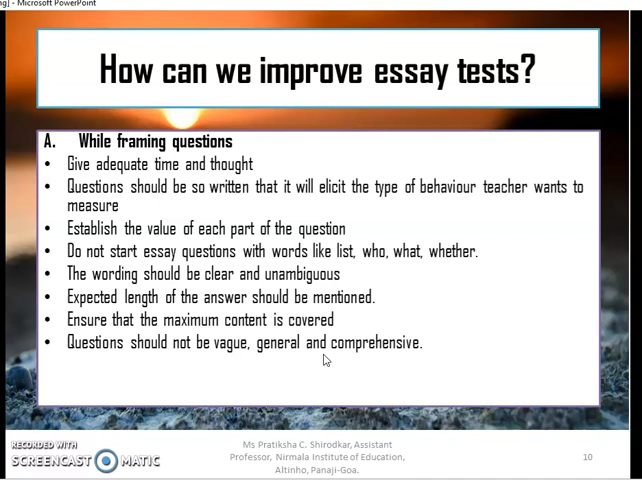 ng] - Microsoft PowerPoint
How can we improve essay tests?
A. While framing questions
• Give adequate time and thought
• Questions should be so written that it will elicit the type of behaviour teacher wants to
measure
• Establish the value of each part of the question
• Do not start essay questions with words like list, who, what, whether.
• The wording should be clear and unambiguous
• Expected length of the answer should be mentioned.
• Ensure that the maximum content is covered
• Questions should not be vague, general and comprehensive.
RECORDED WITH
SCREENCAST MATIC
Ms Pratiksha C. Shirodkar, Assistant
Professor, Nirmala Institute of Education,
Altinho, Panaji-Goa.
10